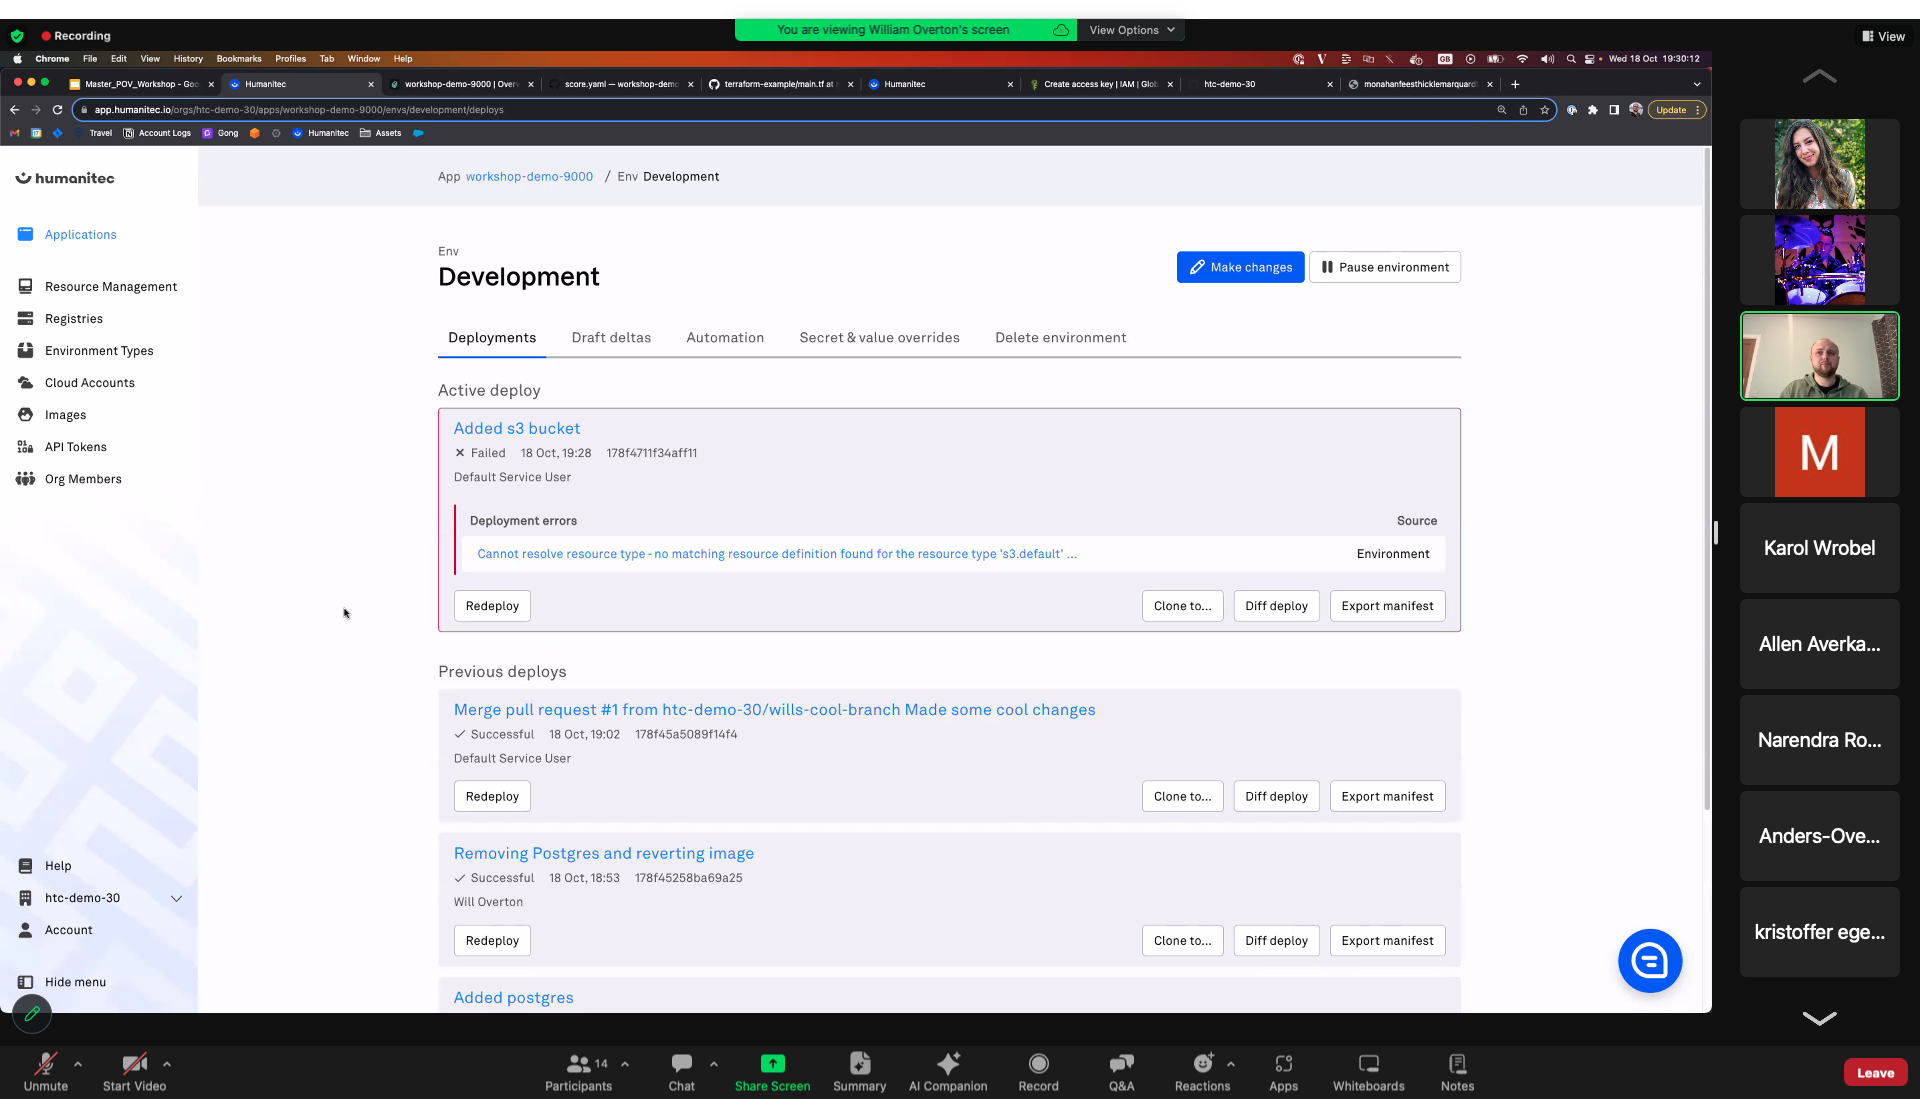 You are viewing William Overton's screen
View Options
Recording
View
Chrome File Edit View History Bookmarks Profiles Tab Window Help
GB
Wed 18 Oct 19:30:12
Master_POV_Workshop - Goo
Humanitec
workshop-demo-9000 | Overv
score.yaml — workshop-demo
terraform-example/main.tf at
Humanitec
Create access key | IAM | Glob
htc-demo-30
monahanfeesthicklemarquard
app.humanitec.io/orgs/htc-demo-30/apps/workshop-demo-9000/envs/development/deploys
Update
Travel
Account Logs
Gong
Humanitec
Assets
humanitec
Applications
Resource Management
Registries
Environment Types
Cloud Accounts
Images
API Tokens
Org Members
Help
htc-demo-30
Account
Hide menu
App workshop-demo-9000 / Env Development
Env
Development
Make changes
Pause environment
Deployments
Draft deltas
Automation
Secret & value overrides
Delete environment
Active deploy
Added s3 bucket
Failed 18 Oct, 19:28 178f4711f34aff11
Default Service User
Deployment errors
Source
Cannot resolve resource type - no matching resource definition found for the resource type 's3.default' ...
Environment
Redeploy
Clone to...
Diff deploy
Export manifest
Previous deploys
Merge pull request #1 from htc-demo-30/wills-cool-branch Made some cool changes
Successful 18 Oct, 19:02 178f45a5089f14f4
Default Service User
Redeploy
Clone to...
Diff deploy
Export manifest
Removing Postgres and reverting image
Successful 18 Oct, 18:53 178f45258ba69a25
Will Overton
Redeploy
Clone to...
Diff deploy
Export manifest
Added postgres
M
Karol Wrobel
Allen Averka...
Narendra Ro...
Anders-Ove...
kristoffer ege...
Unmute
Start Video
14
Participants
Chat
Share Screen
Summary
AI Companion
Record
Q&A
Reactions
Apps
Whiteboards
Notes
Leave